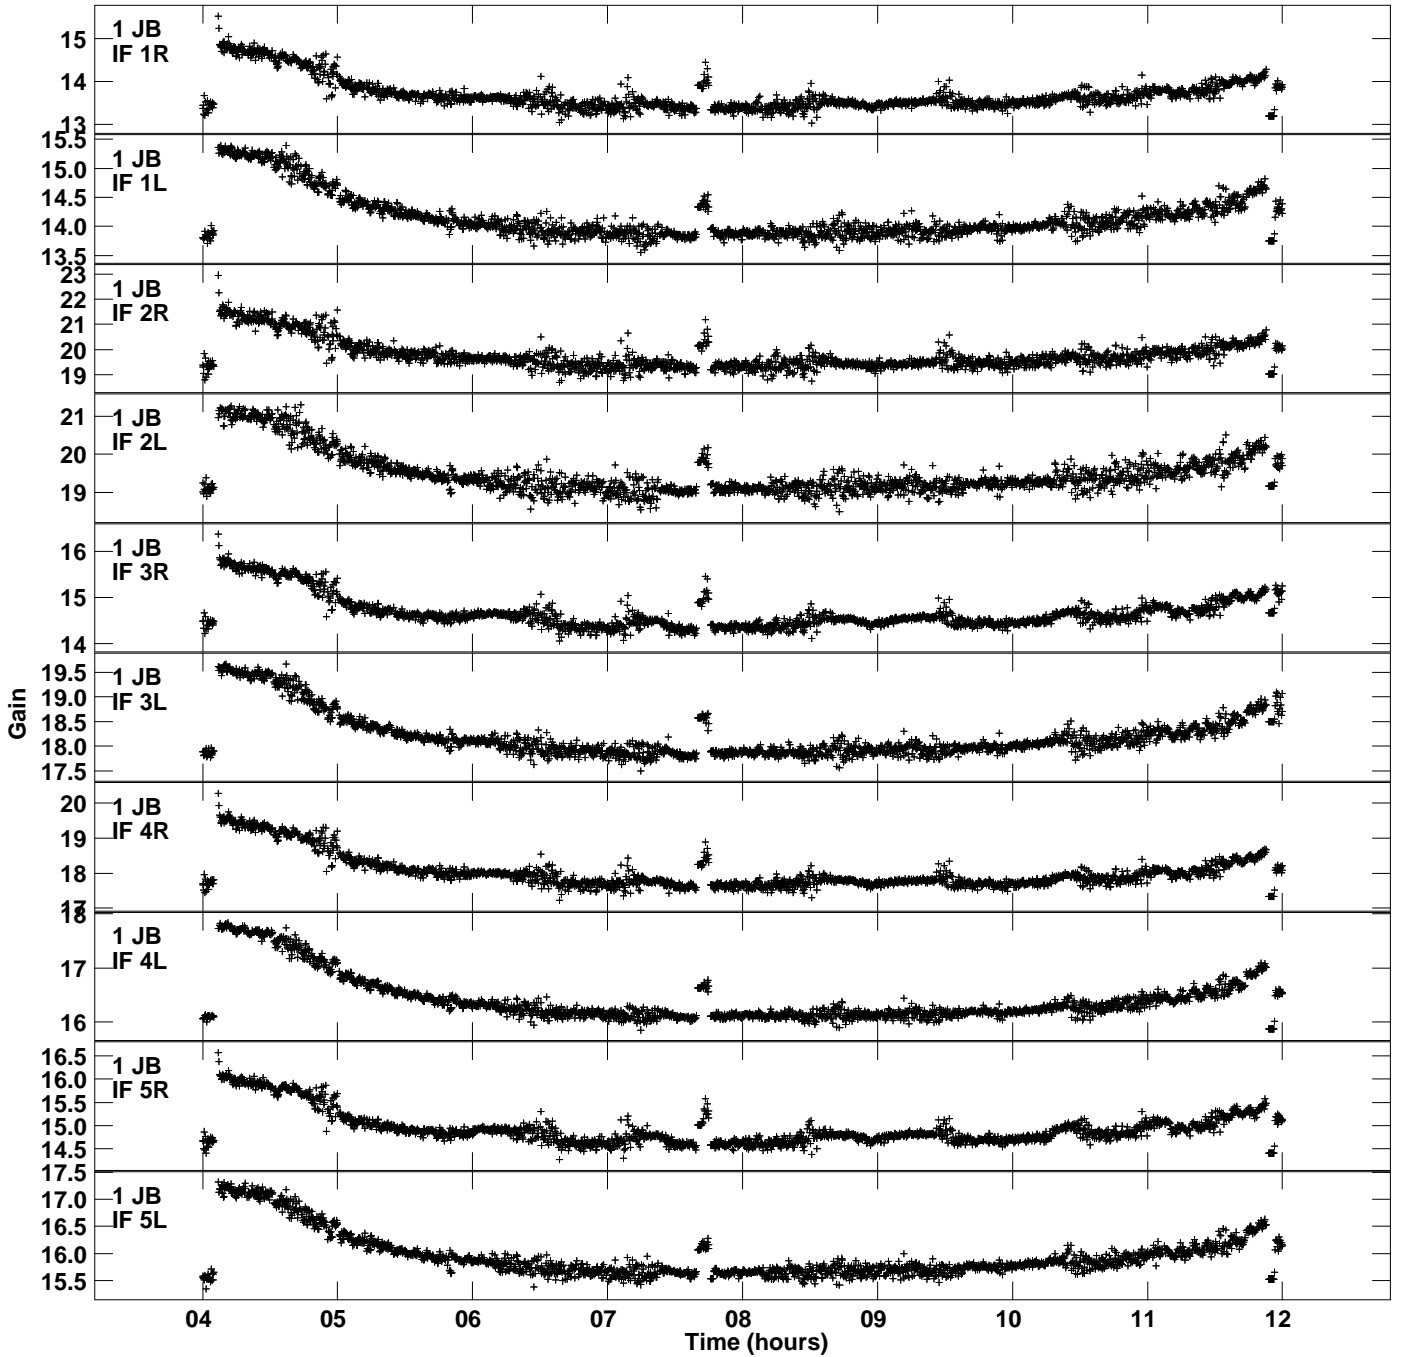 1 JB
IF 1R
15
14
13
1 JB
IF 1L
15.5
15.0
14.5
14.0
13.5
1 JB
IF 2R
23
22
21
20
19
1 JB
IF 2L
21
20
19
1 JB
IF 3R
16
15
14
1 JB
IF 3L
19.5
19.0
18.5
18.0
17.5
Gain
1 JB
IF 4R
20
19
18
17
1 JB
IF 4L
18
17
16
1 JB
IF 5R
16.5
16.0
15.5
15.0
14.5
1 JB
IF 5L
17.5
17.0
16.5
16.0
15.5
04 05 06 07 08 09 10 11 12
Time (hours)